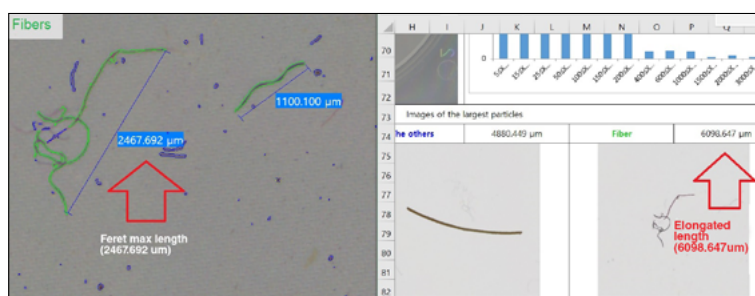 Fibers
2467.692 µm
1100.100 µm
Feret max length
(2467.692 um)
H I J K L M N O P Q
70
71
72
73
74
75
76
77
78
79
80
81
82
0
Images of the largest particles
he others 4880.449 µm Fiber 6098.647 µm
Elongated
length
(6098.647um)